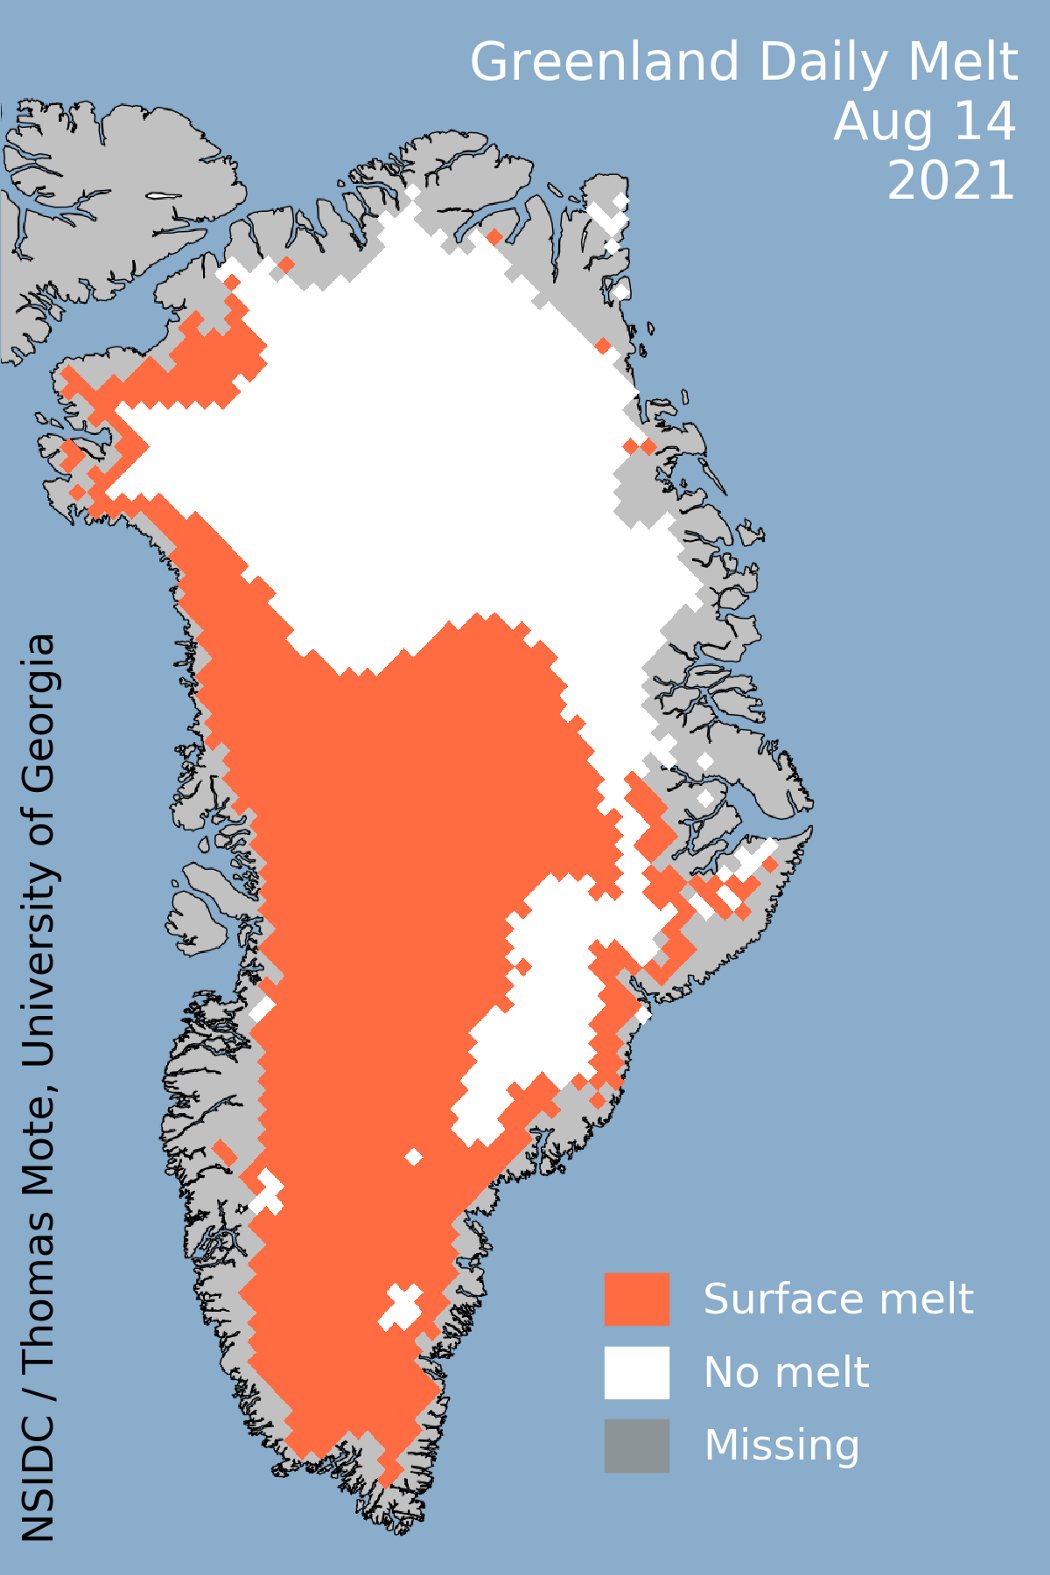 Greenland Daily Melt
Aug 14
2021
NSIDC / Thomas Mote, University of Georgia
Surface melt
No melt
Missing